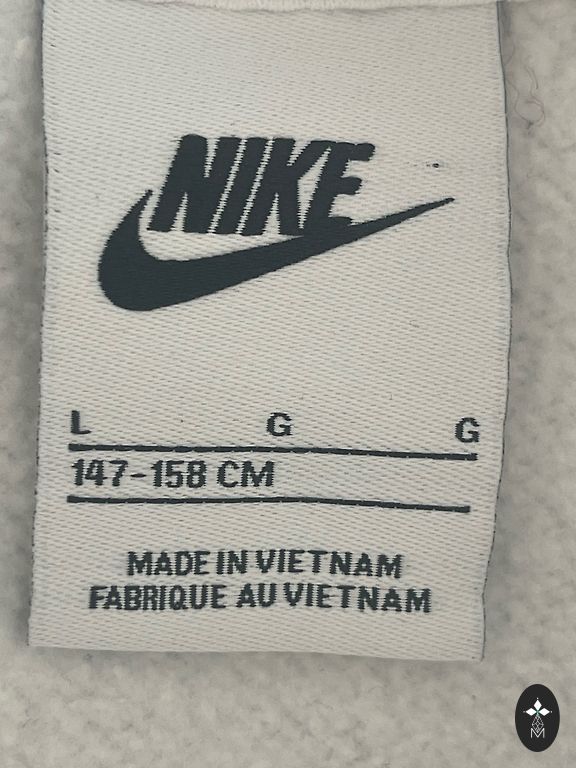 NIKE
L G G
147-158 CM
MADE IN VIETNAM
FABRIQUE AU VIETNAM
M